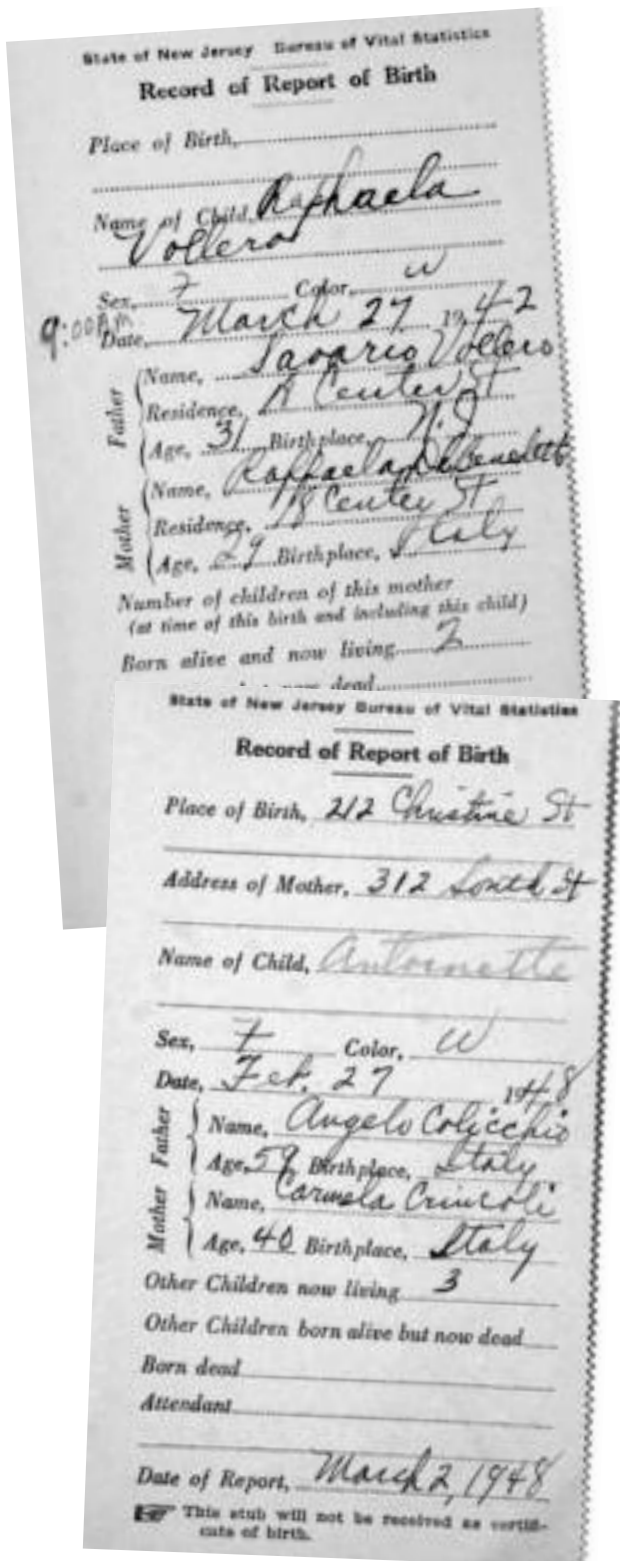 State of New Jersey Bureau of Vital Statistics
Record of Report of Birth
Place of Birth,
Name of Child, Raphaela
Vollero
Sex, F Color, W
9:00 AM
Date, March 27 1942
Father
Name, Savario Vollero
Residence, Center St
Age, 31 Birthplace, N.J
Mother
Name, Raffaela DeBenedetto
Residence, 18 Center St
Age, 29 Birthplace, Italy
Number of children of this mother
(at time of this birth and including this child)
Born alive and now living 2
now dead
State of New Jersey Bureau of Vital Statistics
Record of Report of Birth
Place of Birth, 212 Christine St
Address of Mother, 312 South St
Name of Child, Antoinette
Sex, F Color, W
Date, Feb. 27 1948
Father
Name, Angelo Colicchio
Age, 59 Birthplace, Italy
Mother
Name, Carmela
Age, 40 Birthplace, Italy
Other Children now living 3
Other Children born alive but now dead
Born dead
Attendant
Date of Report, March 2, 1948
This stub will not be received as certifi-
cate of birth.